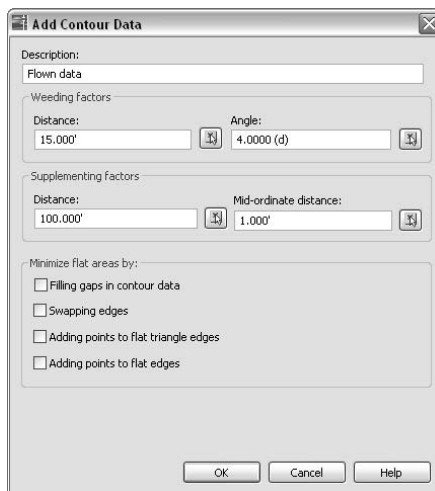 Add Contour Data
Description:
Flown data
Weeding factors
Distance: Angle:
15.000' 4.0000 (d)
Supplementing factors
Distance: Mid-ordinate distance:
100.000' 1.000'
Minimize flat areas by:
Filling gaps in contour data
Swapping edges
Adding points to flat triangle edges
Adding points to flat edges
OK Cancel Help